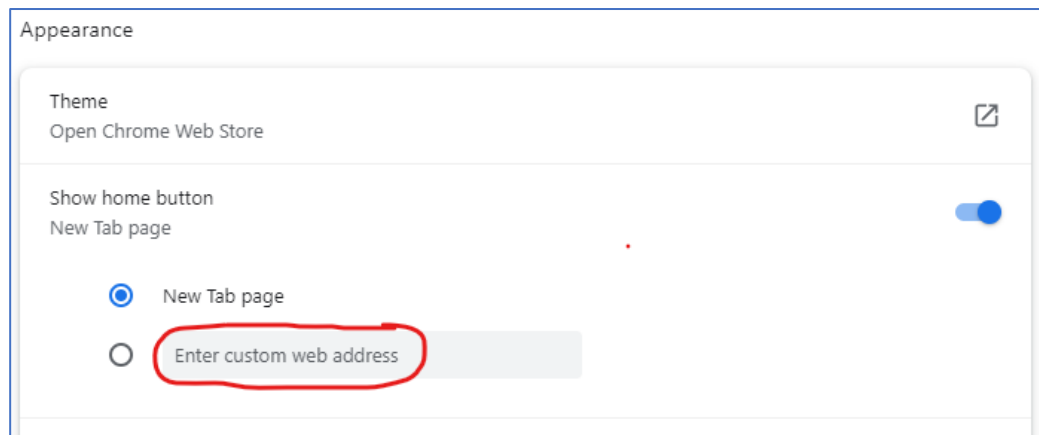 Appearance
Theme
Open Chrome Web Store
Show home button
New Tab page
New Tab page
Enter custom web address